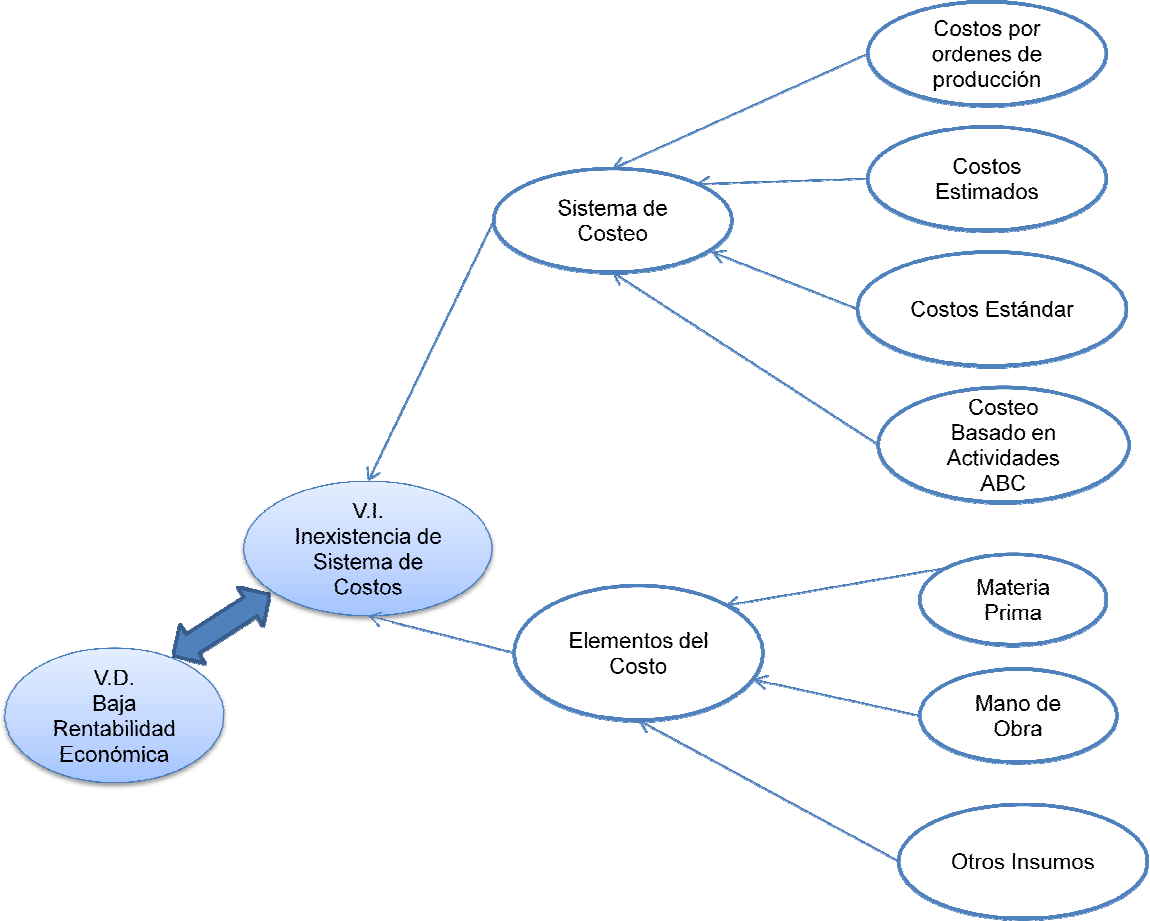 Costos por
ordenes de
producción
Costos
Estimados
Sistema de
Costeo
Costos Estándar
Costeo
Basado en
Actividades
ABC
V.I.
Inexistencia de
Sistema de
Costos
Materia
Prima
Elementos del
Costo
Mano de
Obra
V.D.
Baja
Rentabilidad
Económica
Otros Insumos